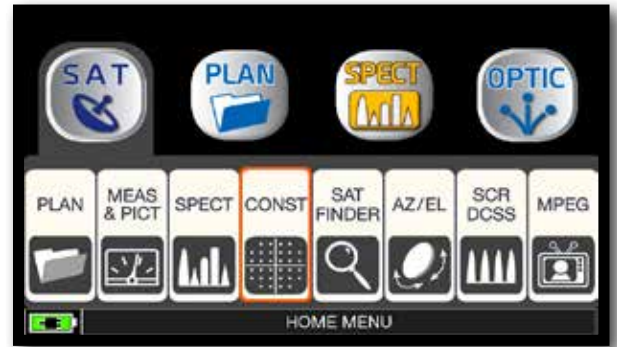 SAT
PLAN
SPECT
OPTIC
PLAN
MEAS
& PICT
SPECT
CONST
SAT
FINDER
AZ/EL
SCR
DCSS
MPEG
HOME MENU